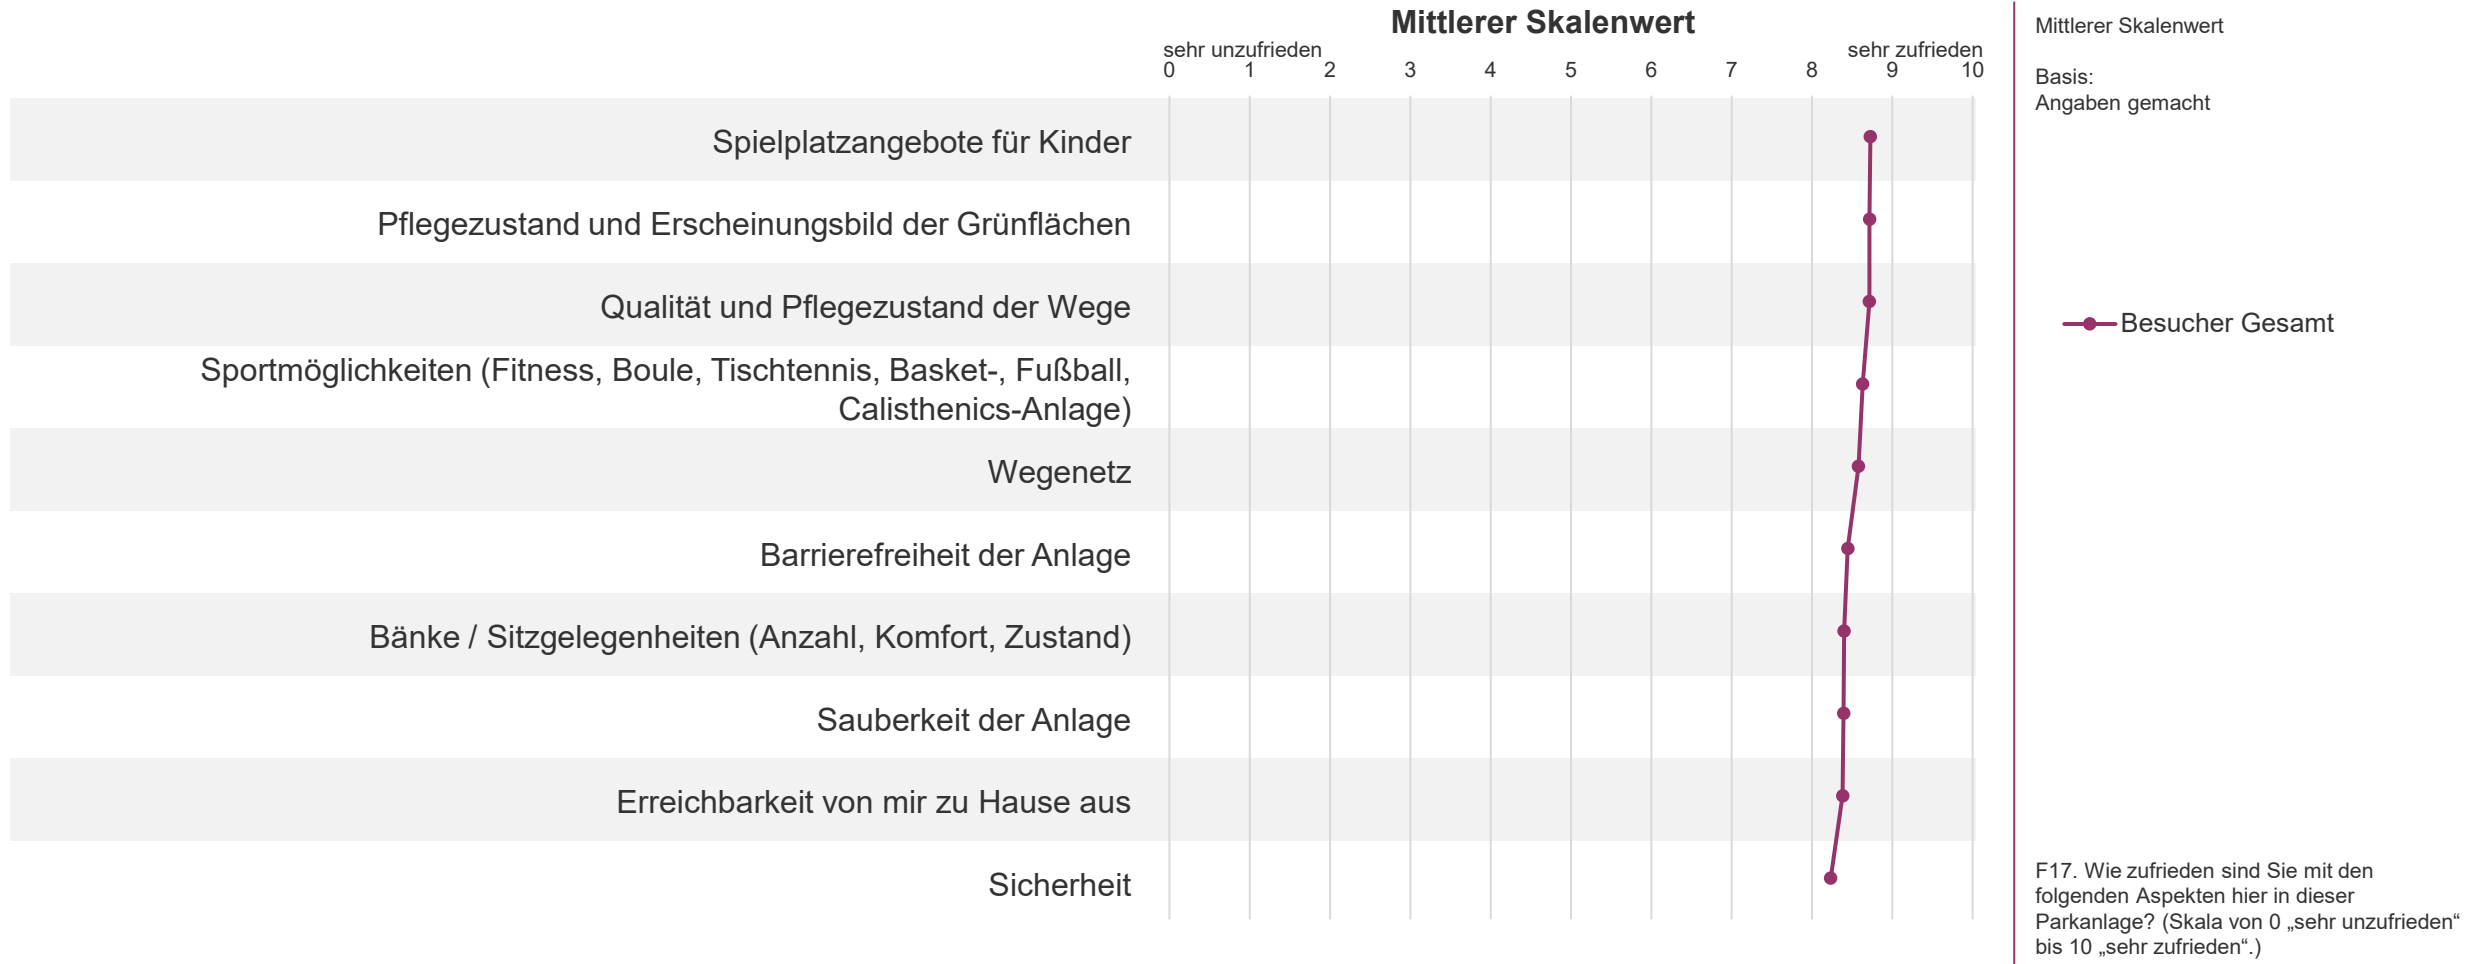 Mittlerer Skalenwert
sehr unzufrieden
sehr zufrieden
0 1 2 3 4 5 6 7 8 9 10
Spielplatzangebote für Kinder
Pflegezustand und Erscheinungsbild der Grünflächen
Qualität und Pflegezustand der Wege
Sportmöglichkeiten (Fitness, Boule, Tischtennis, Basket-, Fußball,
Calisthenics-Anlage)
Wegenetz
Barrierefreiheit der Anlage
Bänke / Sitzgelegenheiten (Anzahl, Komfort, Zustand)
Sauberkeit der Anlage
Erreichbarkeit von mir zu Hause aus
Sicherheit
Mittlerer Skalenwert
Basis:
Angaben gemacht
Besucher Gesamt
F17. Wie zufrieden sind Sie mit den
folgenden Aspekten hier in dieser
Parkanlage? (Skala von 0 „sehr unzufrieden“
bis 10 „sehr zufrieden“.)